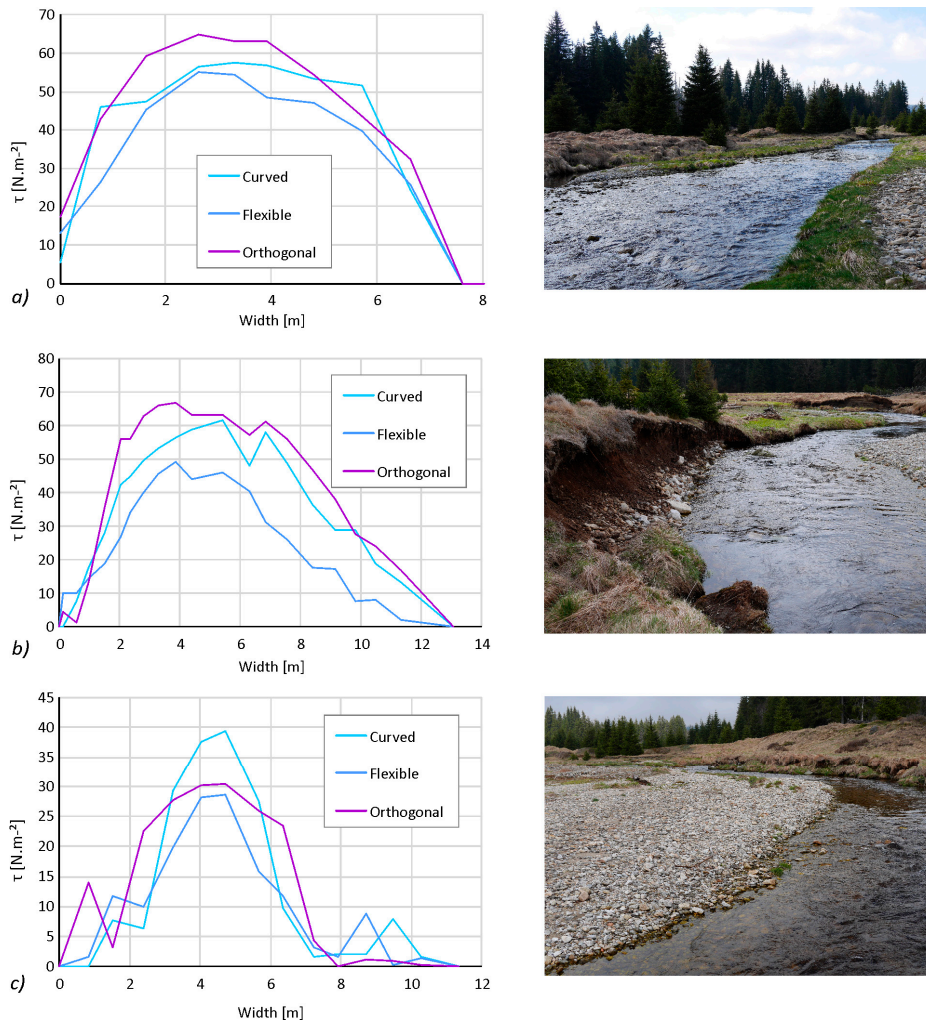 70
60
50
40
30
20
10
0
τ [N.m⁻²]
Curved
Flexible
Orthogonal
0 2 4 6 8
Width [m]
a)
80
70
60
50
40
30
20
10
0
τ [N.m⁻²]
Curved
Flexible
Orthogonal
0 2 4 6 8 10 12 14
Width [m]
b)
45
40
35
30
25
20
15
10
5
0
τ [N.m⁻²]
Curved
Flexible
Orthogonal
0 2 4 6 8 10 12
Width [m]
c)